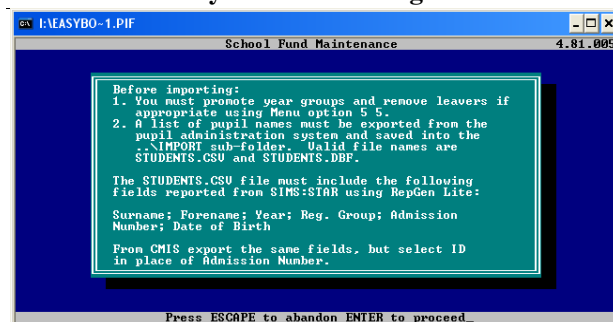 I:\EASYBO~1.PIF
School Fund Maintenance 4.81.005
Before importing:
1. You must promote year groups and remove leavers if
appropriate using Menu option 5 5.
2. A list of pupil names must be exported from the
pupil administration system and saved into the
..\IMPORT sub-folder. Valid file names are
STUDENTS.CSV and STUDENTS.DBF.
The STUDENTS.CSV file must include the following
fields reported from SIMS:STAR using RepGen Lite:
Surname; Forename; Year; Reg. Group; Admission
Number; Date of Birth
From CMIS export the same fields, but select ID
in place of Admission Number.
Press ESCAPE to abandon ENTER to proceed_